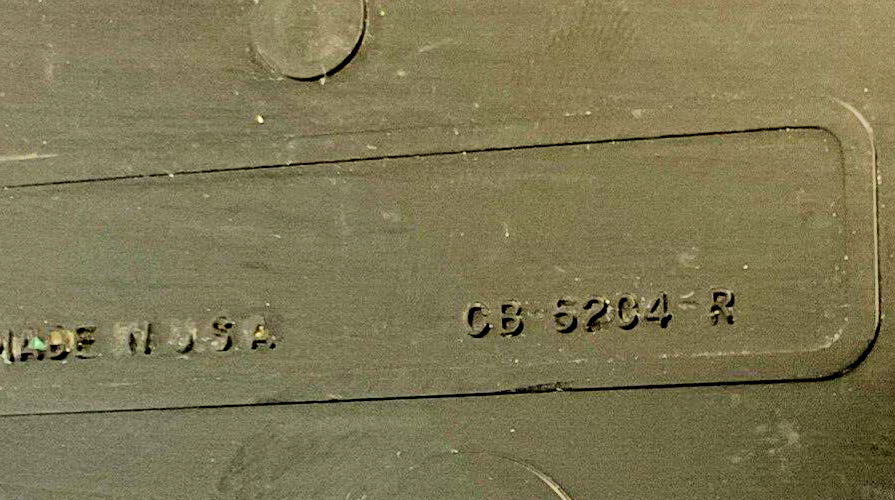 MADE IN U S A CB-6204-R